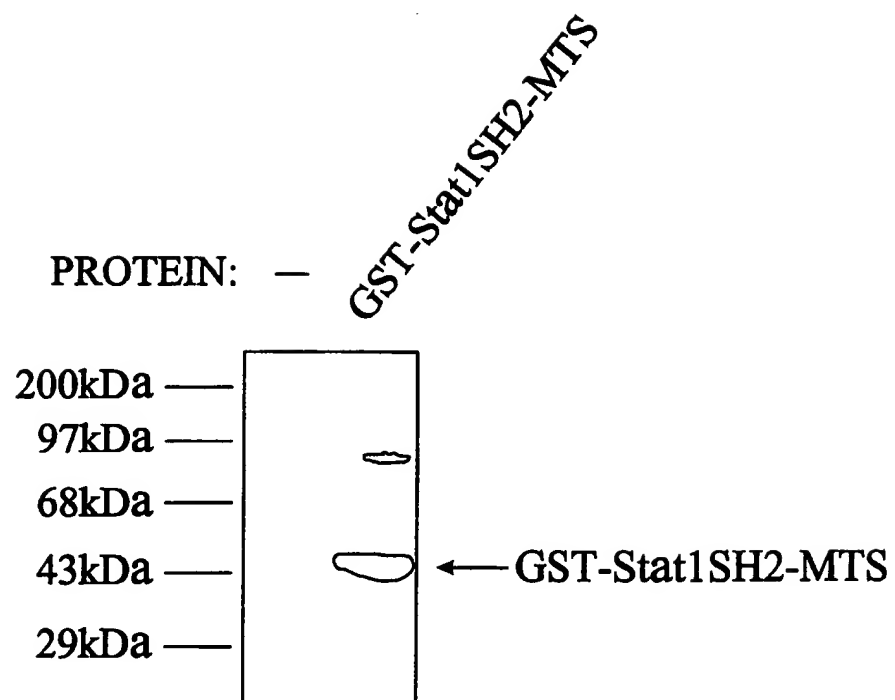 GST-Stat1SH2-MTS
PROTEIN: –
200kDa
97kDa
68kDa
43kDa
GST-Stat1SH2-MTS
29kDa